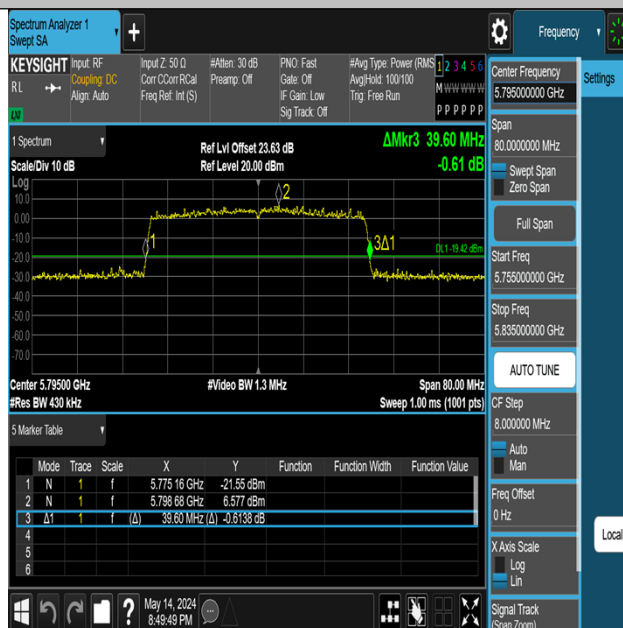 Spectrum Analyzer 1
Swept SA
+
Frequency
KEYSIGHT
RL
LXI
Input: RF
Coupling: DC
Align: Auto
Input Z: 50 Ω
Corr CCorr RCal
Freq Ref: Int (S)
#Atten: 30 dB
Preamp: Off
PNO: Fast
Gate: Off
IF Gain: Low
Sig Track: Off
#Avg Type: Power (RMS
Avg|Hold: 100/100
Trig: Free Run
1 2 3 4 5 6
M W W W W W
P P P P P P
Center Frequency
5.795000000 GHz
Settings
Span
80.0000000 MHz
Swept Span
Zero Span
Full Span
Start Freq
5.755000000 GHz
Stop Freq
5.835000000 GHz
AUTO TUNE
CF Step
8.000000 MHz
Auto
Man
Freq Offset
0 Hz
X Axis Scale
Log
Lin
Signal Track
(Span Zoom)
Local
1 Spectrum
Scale/Div 10 dB
Ref Lvl Offset 23.63 dB
Ref Level 20.00 dBm
ΔMkr3 39.60 MHz
-0.61 dB
Log
10.0
0.00
-10.0
-20.0
-30.0
-40.0
-50.0
-60.0
-70.0
1
2
3Δ1
DL1 -19.42 dBm
Center 5.79500 GHz
#Res BW 430 kHz
#Video BW 1.3 MHz
Span 80.00 MHz
Sweep 1.00 ms (1001 pts)
5 Marker Table
Mode Trace Scale X Y Function Function Width Function Value
1 N 1 f 5.775 16 GHz -21.55 dBm
2 N 1 f 5.798 68 GHz 6.577 dBm
3 Δ1 1 f (Δ) 39.60 MHz (Δ) -0.6138 dB
4
5
6
?
May 14, 2024
8:49:49 PM